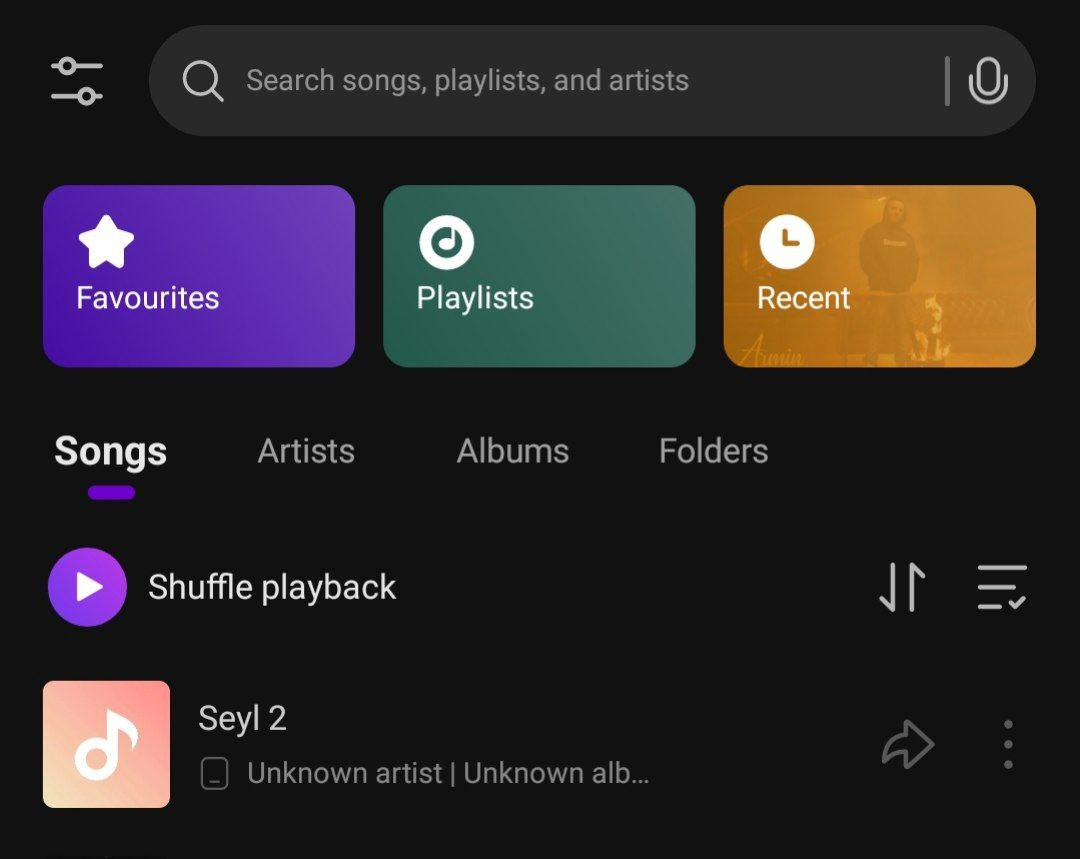 Search songs, playlists, and artists
Favourites
Playlists
Recent
Armin
Songs
Artists
Albums
Folders
Shuffle playback
Seyl 2
Unknown artist | Unknown alb...